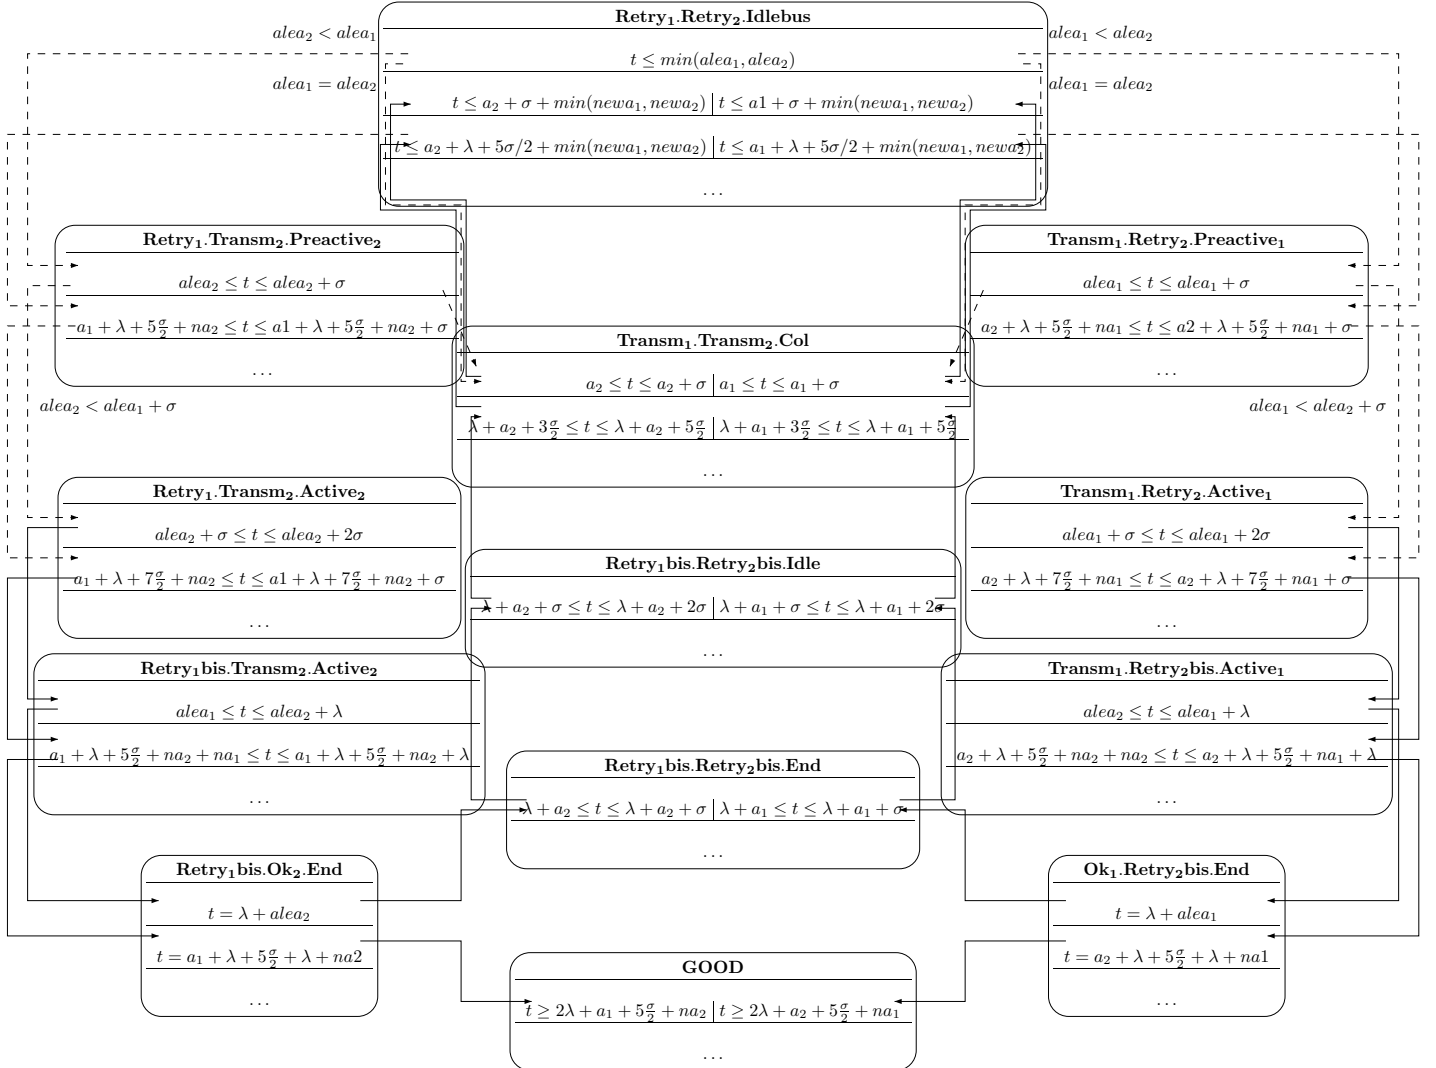 Retry₁.Retry₂.Idlebus
alea₂ < alea₁
alea₁ < alea₂
t ≤ min(alea₁, alea₂)
alea₁ = alea₂
alea₁ = alea₂
t ≤ a₂ + σ + min(newa₁, newa₂) | t ≤ a1 + σ + min(newa₁, newa₂)
t ≤ a₂ + λ + 5σ/2 + min(newa₁, newa₂) | t ≤ a₁ + λ + 5σ/2 + min(newa₁, newa₂)
...
Retry₁.Transm₂.Preactive₂
alea₂ ≤ t ≤ alea₂ + σ
a₁ + λ + 5σ/2 + na₂ ≤ t ≤ a1 + λ + 5σ/2 + na₂ + σ
...
Transm₁.Retry₂.Preactive₁
alea₁ ≤ t ≤ alea₁ + σ
a₂ + λ + 5σ/2 + na₁ ≤ t ≤ a2 + λ + 5σ/2 + na₁ + σ
...
Transm₁.Transm₂.Col
a₂ ≤ t ≤ a₂ + σ | a₁ ≤ t ≤ a₁ + σ
λ + a₂ + 3σ/2 ≤ t ≤ λ + a₂ + 5σ/2 | λ + a₁ + 3σ/2 ≤ t ≤ λ + a₁ + 5σ/2
...
alea₂ < alea₁ + σ
alea₁ < alea₂ + σ
Retry₁.Transm₂.Active₂
alea₂ + σ ≤ t ≤ alea₂ + 2σ
a₁ + λ + 7σ/2 + na₂ ≤ t ≤ a1 + λ + 7σ/2 + na₂ + σ
...
Transm₁.Retry₂.Active₁
alea₁ + σ ≤ t ≤ alea₁ + 2σ
a₂ + λ + 7σ/2 + na₁ ≤ t ≤ a₂ + λ + 7σ/2 + na₁ + σ
...
Retry₁bis.Retry₂bis.Idle
λ + a₂ + σ ≤ t ≤ λ + a₂ + 2σ | λ + a₁ + σ ≤ t ≤ λ + a₁ + 2σ
...
Retry₁bis.Transm₂.Active₂
alea₁ ≤ t ≤ alea₂ + λ
a₁ + λ + 5σ/2 + na₂ + na₁ ≤ t ≤ a₁ + λ + 5σ/2 + na₂ + λ
...
Transm₁.Retry₂bis.Active₁
alea₂ ≤ t ≤ alea₁ + λ
a₂ + λ + 5σ/2 + na₂ + na₂ ≤ t ≤ a₂ + λ + 5σ/2 + na₁ + λ
...
Retry₁bis.Retry₂bis.End
λ + a₂ ≤ t ≤ λ + a₂ + σ | λ + a₁ ≤ t ≤ λ + a₁ + σ
...
Retry₁bis.Ok₂.End
t = λ + alea₂
t = a₁ + λ + 5σ/2 + λ + na2
...
Ok₁.Retry₂bis.End
t = λ + alea₁
t = a₂ + λ + 5σ/2 + λ + na1
...
GOOD
t ≥ 2λ + a₁ + 5σ/2 + na₂ | t ≥ 2λ + a₂ + 5σ/2 + na₁
...